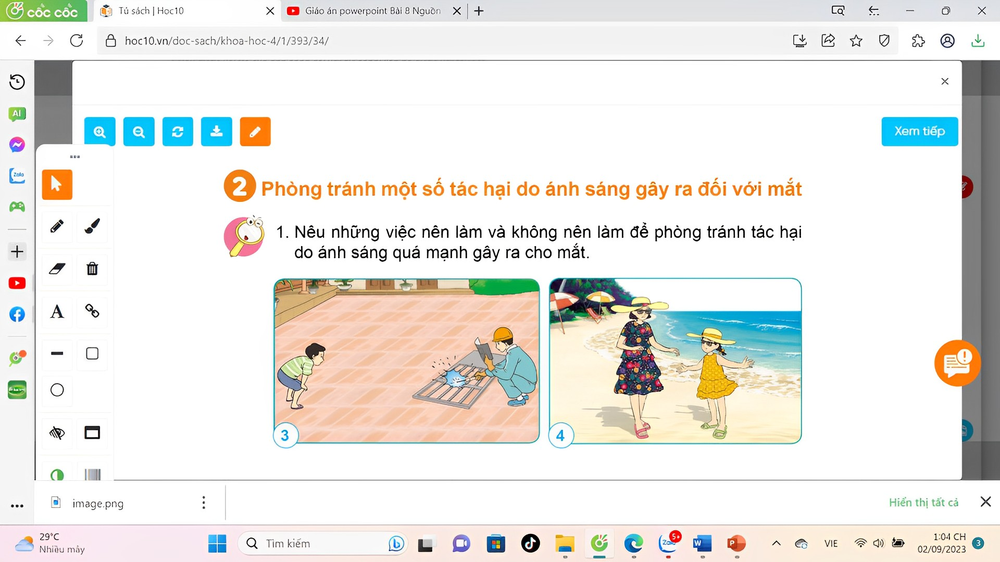 cốc cốc
Tủ sách | Hoc10
Giáo án powerpoint Bài 8 Nguồn
hoc10.vn/doc-sach/khoa-hoc-4/1/393/34/
AI
Zalo
Xem tiếp
2 Phòng tránh một số tác hại do ánh sáng gây ra đối với mắt
1. Nêu những việc nên làm và không nên làm để phòng tránh tác hại
do ánh sáng quá mạnh gây ra cho mắt.
A
3
4
image.png
Hiển thị tất cả
29°C
Nhiều mây
Tìm kiếm
5+
W
P
VIE
1:04 CH
02/09/2023
3